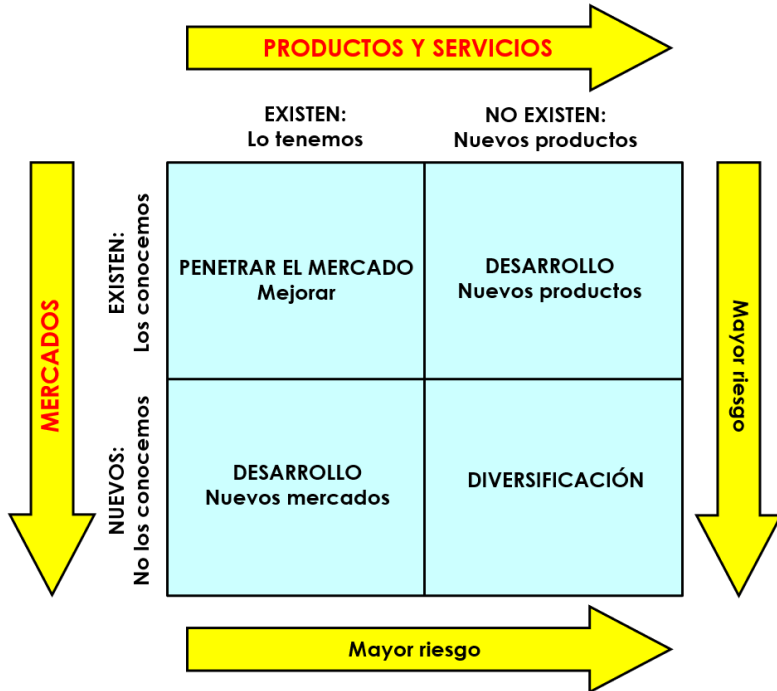 PRODUCTOS Y SERVICIOS
EXISTEN:
Lo tenemos
NO EXISTEN:
Nuevos productos
MERCADOS
EXISTEN:
Los conocemos
PENETRAR EL MERCADO
Mejorar
DESARROLLO
Nuevos productos
Mayor riesgo
NUEVOS:
No los conocemos
DESARROLLO
Nuevos mercados
DIVERSIFICACIÓN
Mayor riesgo